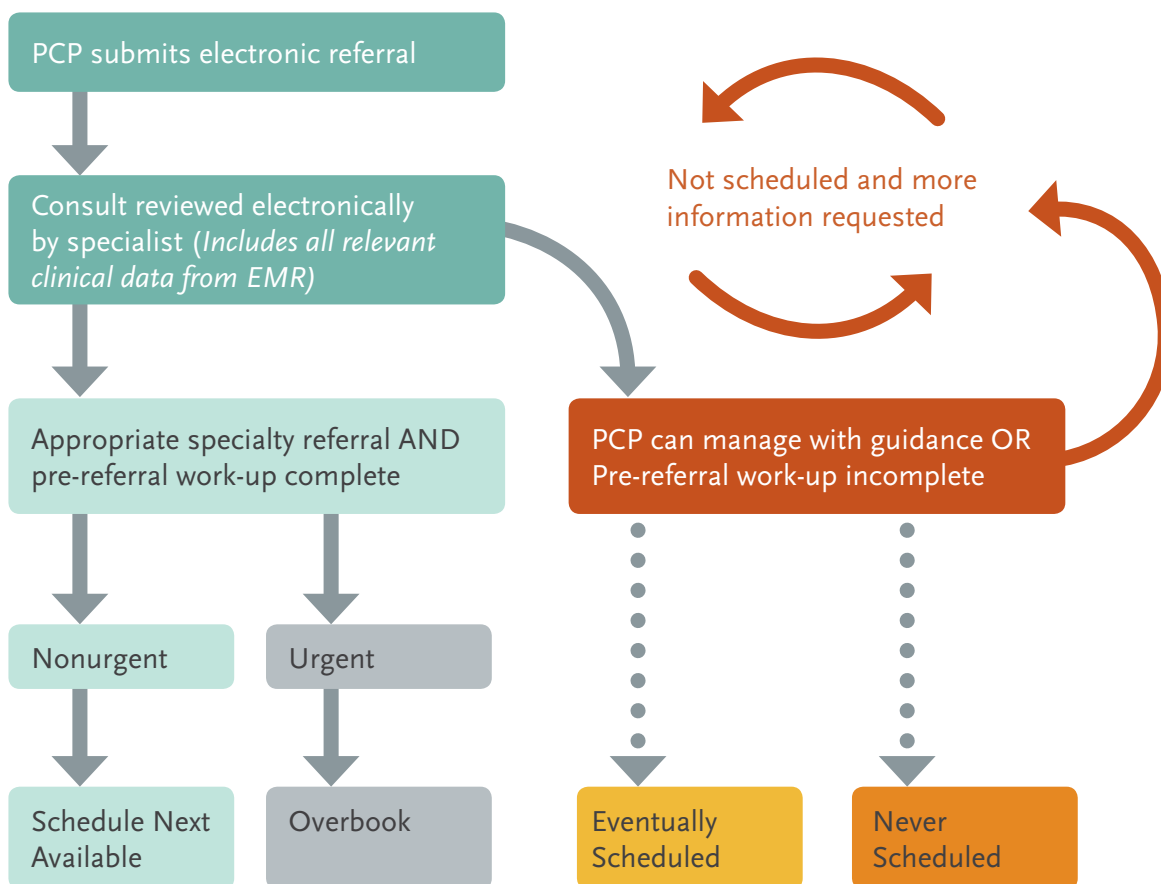 PCP submits electronic referral
Consult reviewed electronically
by specialist (Includes all relevant
clinical data from EMR)
Not scheduled and more
information requested
Appropriate specialty referral AND
pre-referral work-up complete
PCP can manage with guidance OR
Pre-referral work-up incomplete
Nonurgent
Urgent
Schedule Next
Available
Overbook
Eventually
Scheduled
Never
Scheduled